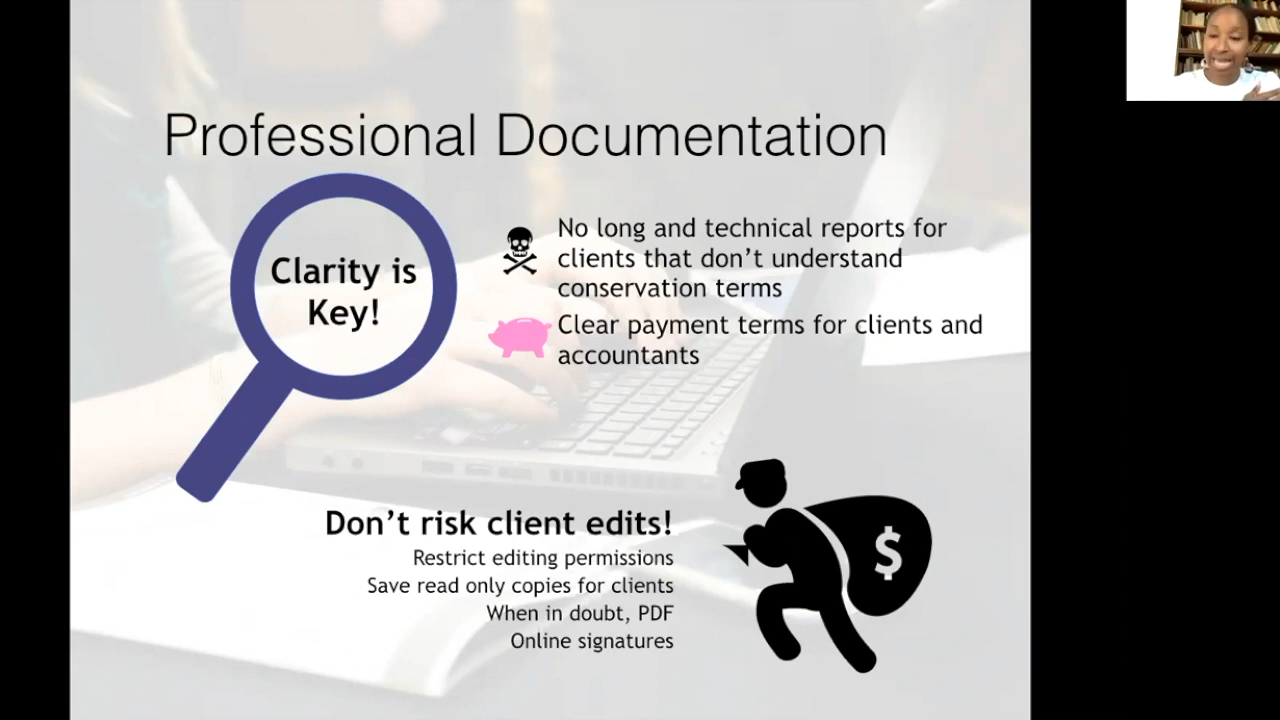 Professional Documentation
Clarity is
Key!
No long and technical reports for
clients that don't understand
conservation terms
Clear payment terms for clients and
accountants
Don't risk client edits!
Restrict editing permissions
Save read only copies for clients
When in doubt, PDF
Online signatures
$